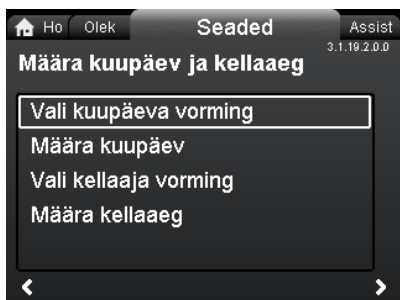 Ho Olek Seaded Assist
3.1.19.2.0.0
Määra kuupäev ja kellaaeg
Vali kuupäeva vorming
Määra kuupäev
Vali kellaaja vorming
Määra kellaaeg